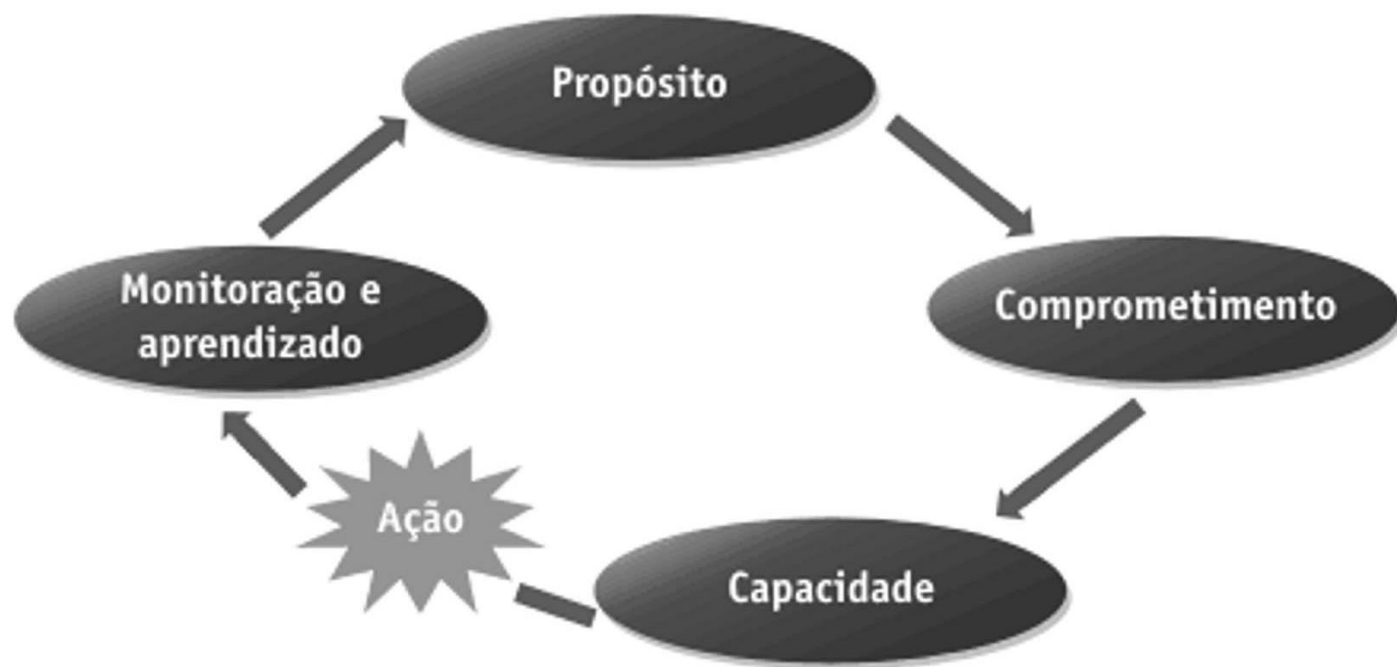 Propósito
Comprometimento
Capacidade
Ação
Monitoração e
aprendizado